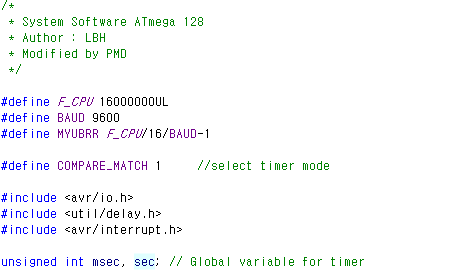 /*
 * System Software ATmega 128
 * Author : LBH
 * Modified by PMD
 */
#define F_CPU 16000000UL
#define BAUD 9600
#define MYUBRR F_CPU/16/BAUD-1
#define COMPARE_MATCH 1 //select timer mode
#include <avr/io.h>
#include <util/delay.h>
#include <avr/interrupt.h>
unsigned int msec, sec; // Global variable for timer